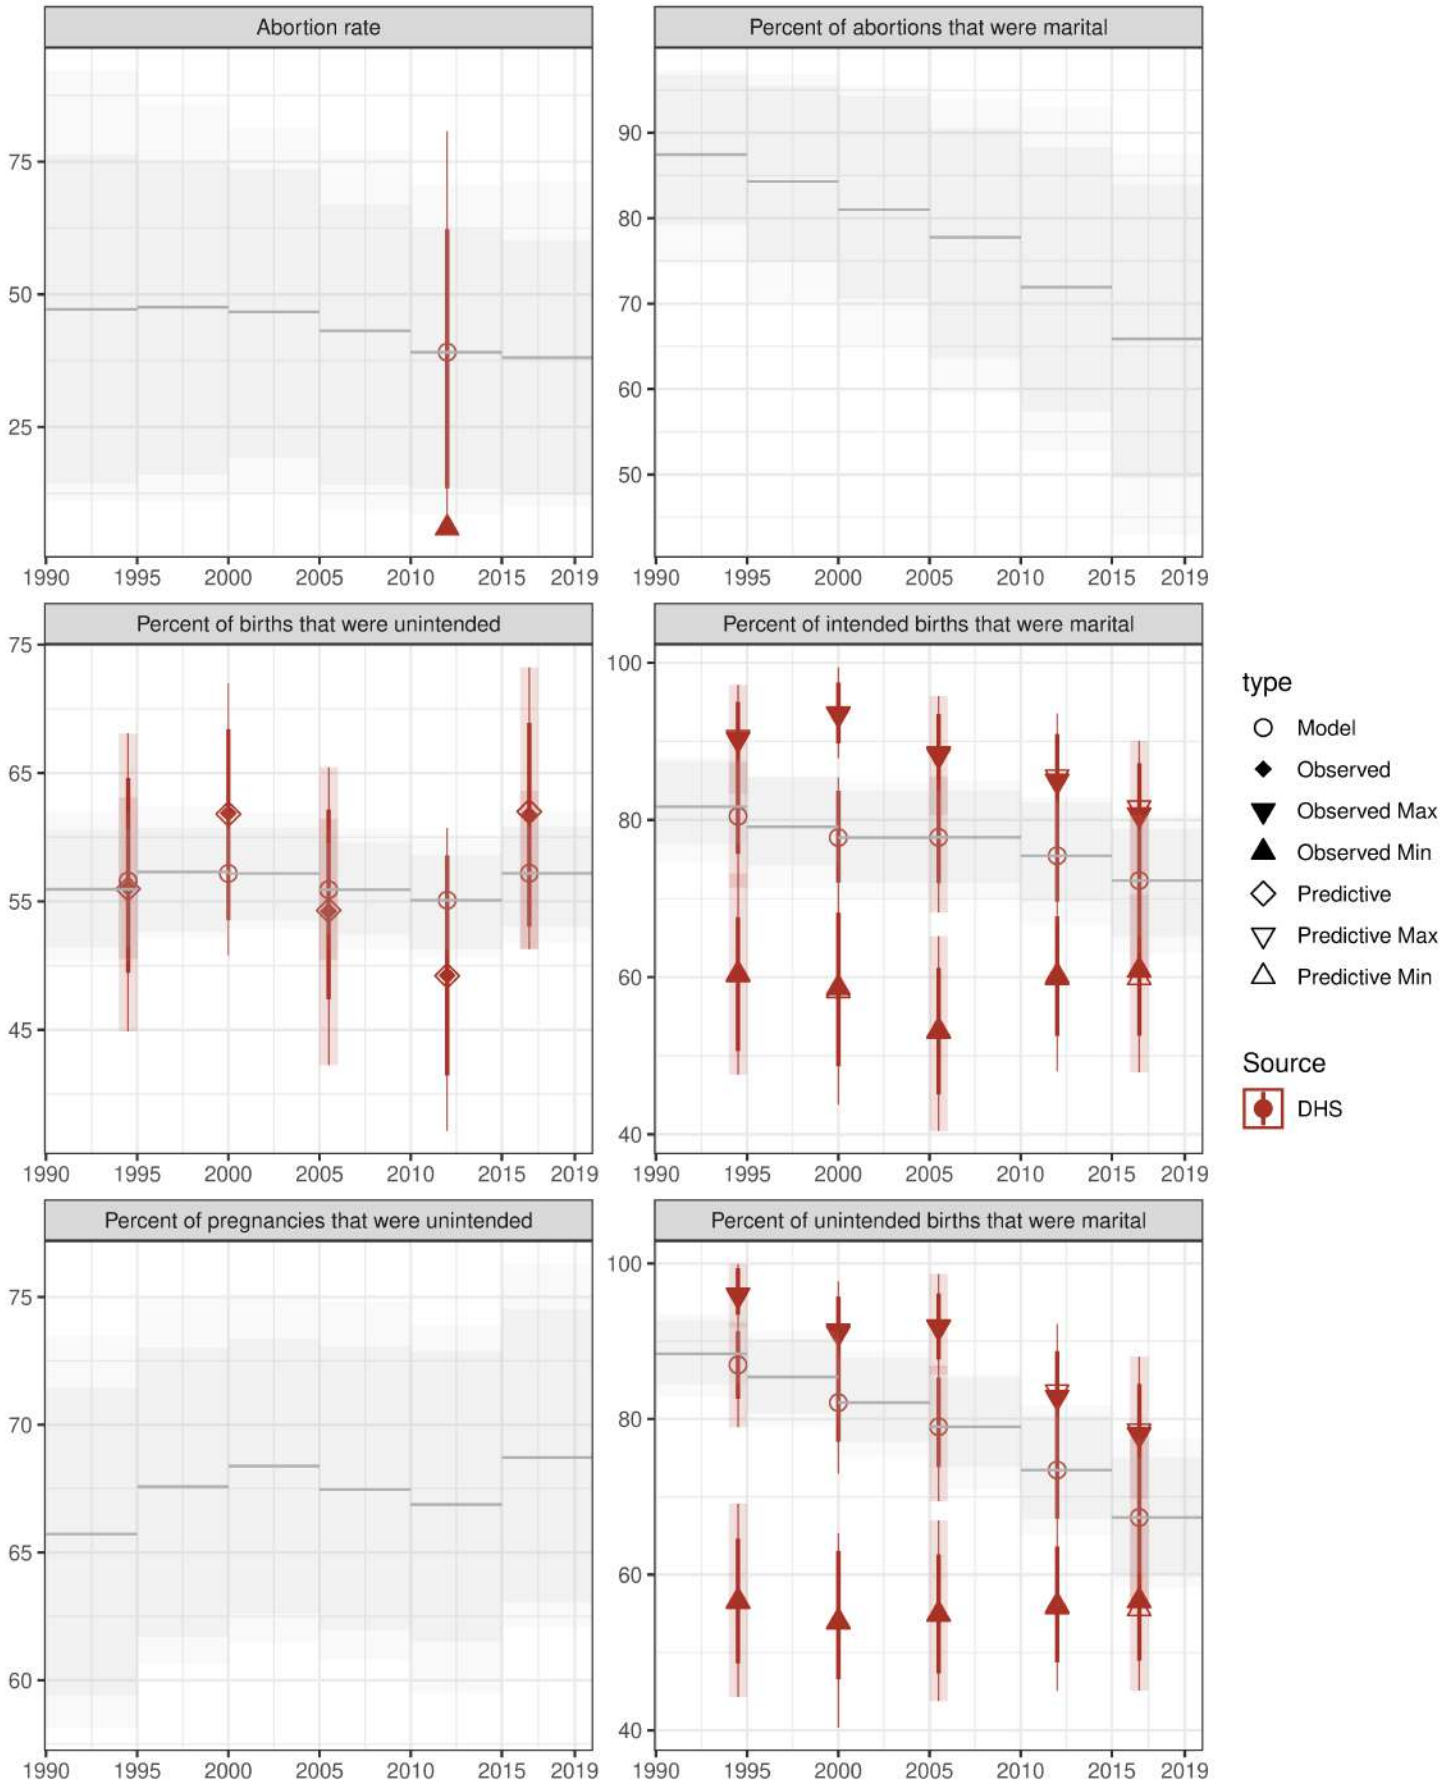 Abortion rate
Percent of abortions that were marital
75
50
25
90
80
70
60
50
1990 1995 2000 2005 2010 2015 2019
1990 1995 2000 2005 2010 2015 2019
Percent of births that were unintended
Percent of intended births that were marital
75
65
55
45
100
80
60
40
1990 1995 2000 2005 2010 2015 2019
1990 1995 2000 2005 2010 2015 2019
Percent of pregnancies that were unintended
Percent of unintended births that were marital
75
70
65
60
100
80
60
40
1990 1995 2000 2005 2010 2015 2019
1990 1995 2000 2005 2010 2015 2019
type
Model
Observed
Observed Max
Observed Min
Predictive
Predictive Max
Predictive Min
Source
DHS